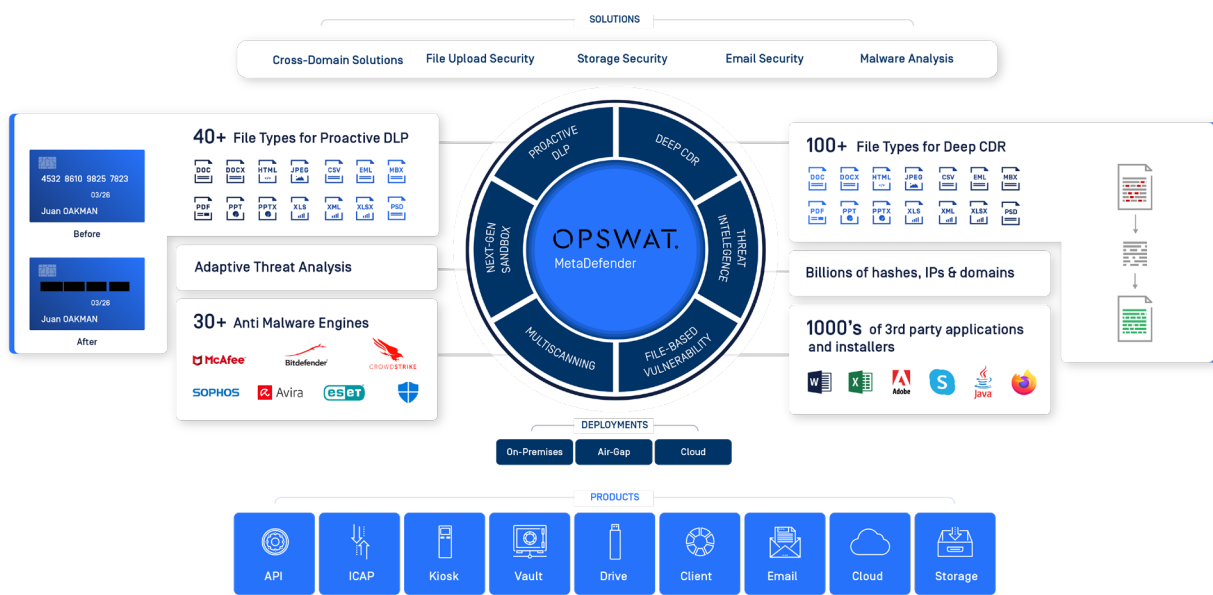 SOLUTIONS
Cross-Domain Solutions
File Upload Security
Storage Security
Email Security
Malware Analysis
4532 8610 9825 7823
03/26
Juan OAKMAN
Before
03/26
Juan OAKMAN
After
40+ File Types for Proactive DLP
DOC DOCX HTML JPEG CSV EML MBX
PDF PPT PPTX XLS XML XLSX PSD
Adaptive Threat Analysis
30+ Anti Malware Engines
McAfee
Bitdefender
CROWDSTRIKE
SOPHOS
Avira
eseT
PROACTIVE
DLP
DEEP CDR
THREAT
INTELEGENCE
FILE-BASED
VULNERABILITY
MULTISCANNING
NEXT-GEN
SANDBOX
OPSWAT.
MetaDefender
100+ File Types for Deep CDR
DOC DOCX HTML JPEG CSV EML MBX
PDF PPT PPTX XLS XML XLSX PSD
Billions of hashes, IPs & domains
1000's of 3rd party applications
and installers
W
X
Adobe
S
Java
DEPLOYMENTS
On-Premises
Air-Gap
Cloud
PRODUCTS
API
ICAP
Kiosk
Vault
Drive
Client
Email
Cloud
Storage